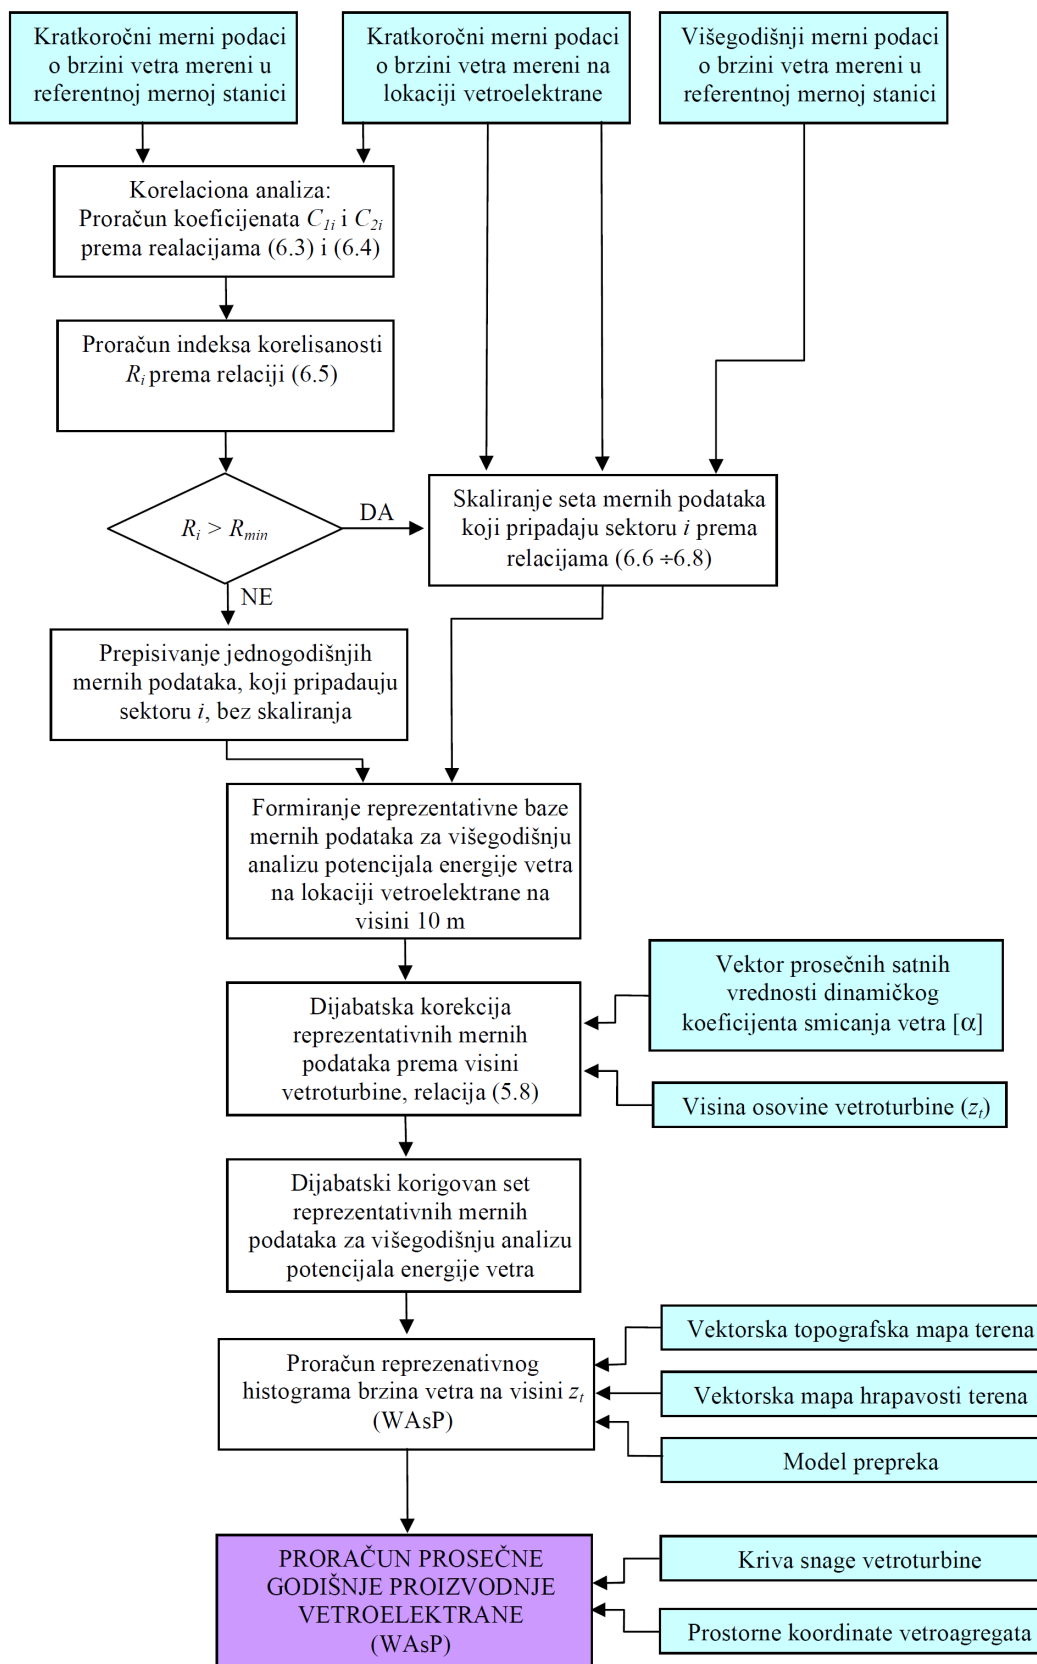 Kratkoročni merni podaci
o brzini vetra mereni u
referentnoj mernoj stanici
Kratkoročni merni podaci
o brzini vetra mereni na
lokaciji vetroelektrane
Višegodišnji merni podaci
o brzini vetra mereni u
referentnoj mernoj stanici
Korelaciona analiza:
Proračun koeficijenata C1i i C2i
prema realacijama (6.3) i (6.4)
Proračun indeksa korelisanosti
Ri prema relaciji (6.5)
Ri > Rmin
DA
NE
Skaliranje seta mernih podataka
koji pripadaju sektoru i prema
relacijama (6.6 ÷6.8)
Prepisivanje jednogodišnjih
mernih podataka, koji pripadauju
sektoru i, bez skaliranja
Formiranje reprezentativne baze
mernih podataka za višegodišnju
analizu potencijala energije vetra
na lokaciji vetroelektrane na
visini 10 m
Vektor prosečnih satnih
vrednosti dinamičkog
koeficijenta smicanja vetra [α]
Dijabatska korekcija
reprezentativnih mernih
podataka prema visini
vetroturbine, relacija (5.8)
Visina osovine vetroturbine (zt)
Dijabatski korigovan set
reprezentativnih mernih
podataka za višegodišnju analizu
potencijala energije vetra
Vektorska topografska mapa terena
Proračun reprezenativnog
histograma brzina vetra na visini zt
(WAsP)
Vektorska mapa hrapavosti terena
Model prepreka
PRORAČUN PROSEČNE
GODIŠNJE PROIZVODNJE
VETROELEKTRANE
(WAsP)
Kriva snage vetroturbine
Prostorne koordinate vetroagregata